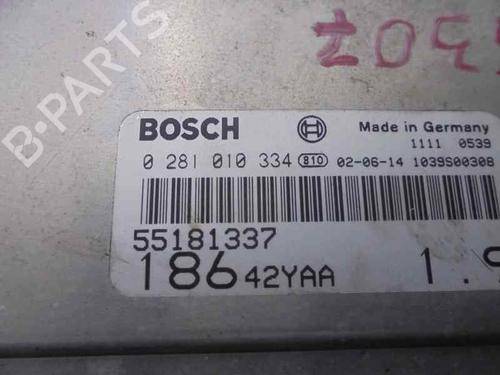 B-PARTS
BOSCH
Made in Germany
1111 0539
0 281 010 334 810 02-06-14 1039S00308
55181337
18642YAA 1.9